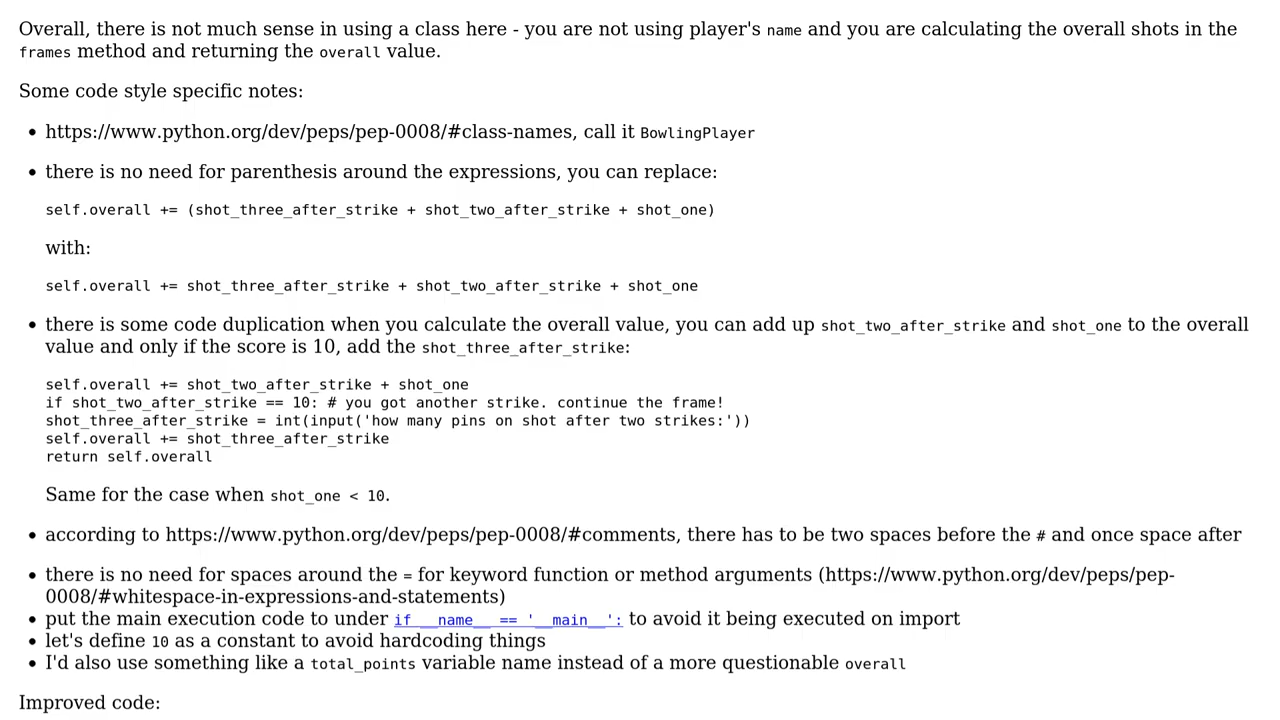 Overall, there is not much sense in using a class here - you are not using player's name and you are calculating the overall shots in the
frames method and returning the overall value.
Some code style specific notes:
• https://www.python.org/dev/peps/pep-0008/#class-names, call it BowlingPlayer
• there is no need for parenthesis around the expressions, you can replace:
self.overall += (shot_three_after_strike + shot_two_after_strike + shot_one)
with:
self.overall += shot_three_after_strike + shot_two_after_strike + shot_one
• there is some code duplication when you calculate the overall value, you can add up shot_two_after_strike and shot_one to the overall
value and only if the score is 10, add the shot_three_after_strike:
self.overall += shot_two_after_strike + shot_one
if shot_two_after_strike == 10: # you got another strike. continue the frame!
shot_three_after_strike = int(input('how many pins on shot after two strikes:'))
self.overall += shot_three_after_strike
return self.overall
Same for the case when shot_one < 10.
• according to https://www.python.org/dev/peps/pep-0008/#comments, there has to be two spaces before the # and once space after
• there is no need for spaces around the = for keyword function or method arguments (https://www.python.org/dev/peps/pep-
0008/#whitespace-in-expressions-and-statements)
• put the main execution code to under if __name__ == '__main__': to avoid it being executed on import
• let's define 10 as a constant to avoid hardcoding things
• I'd also use something like a total_points variable name instead of a more questionable overall
Improved code: